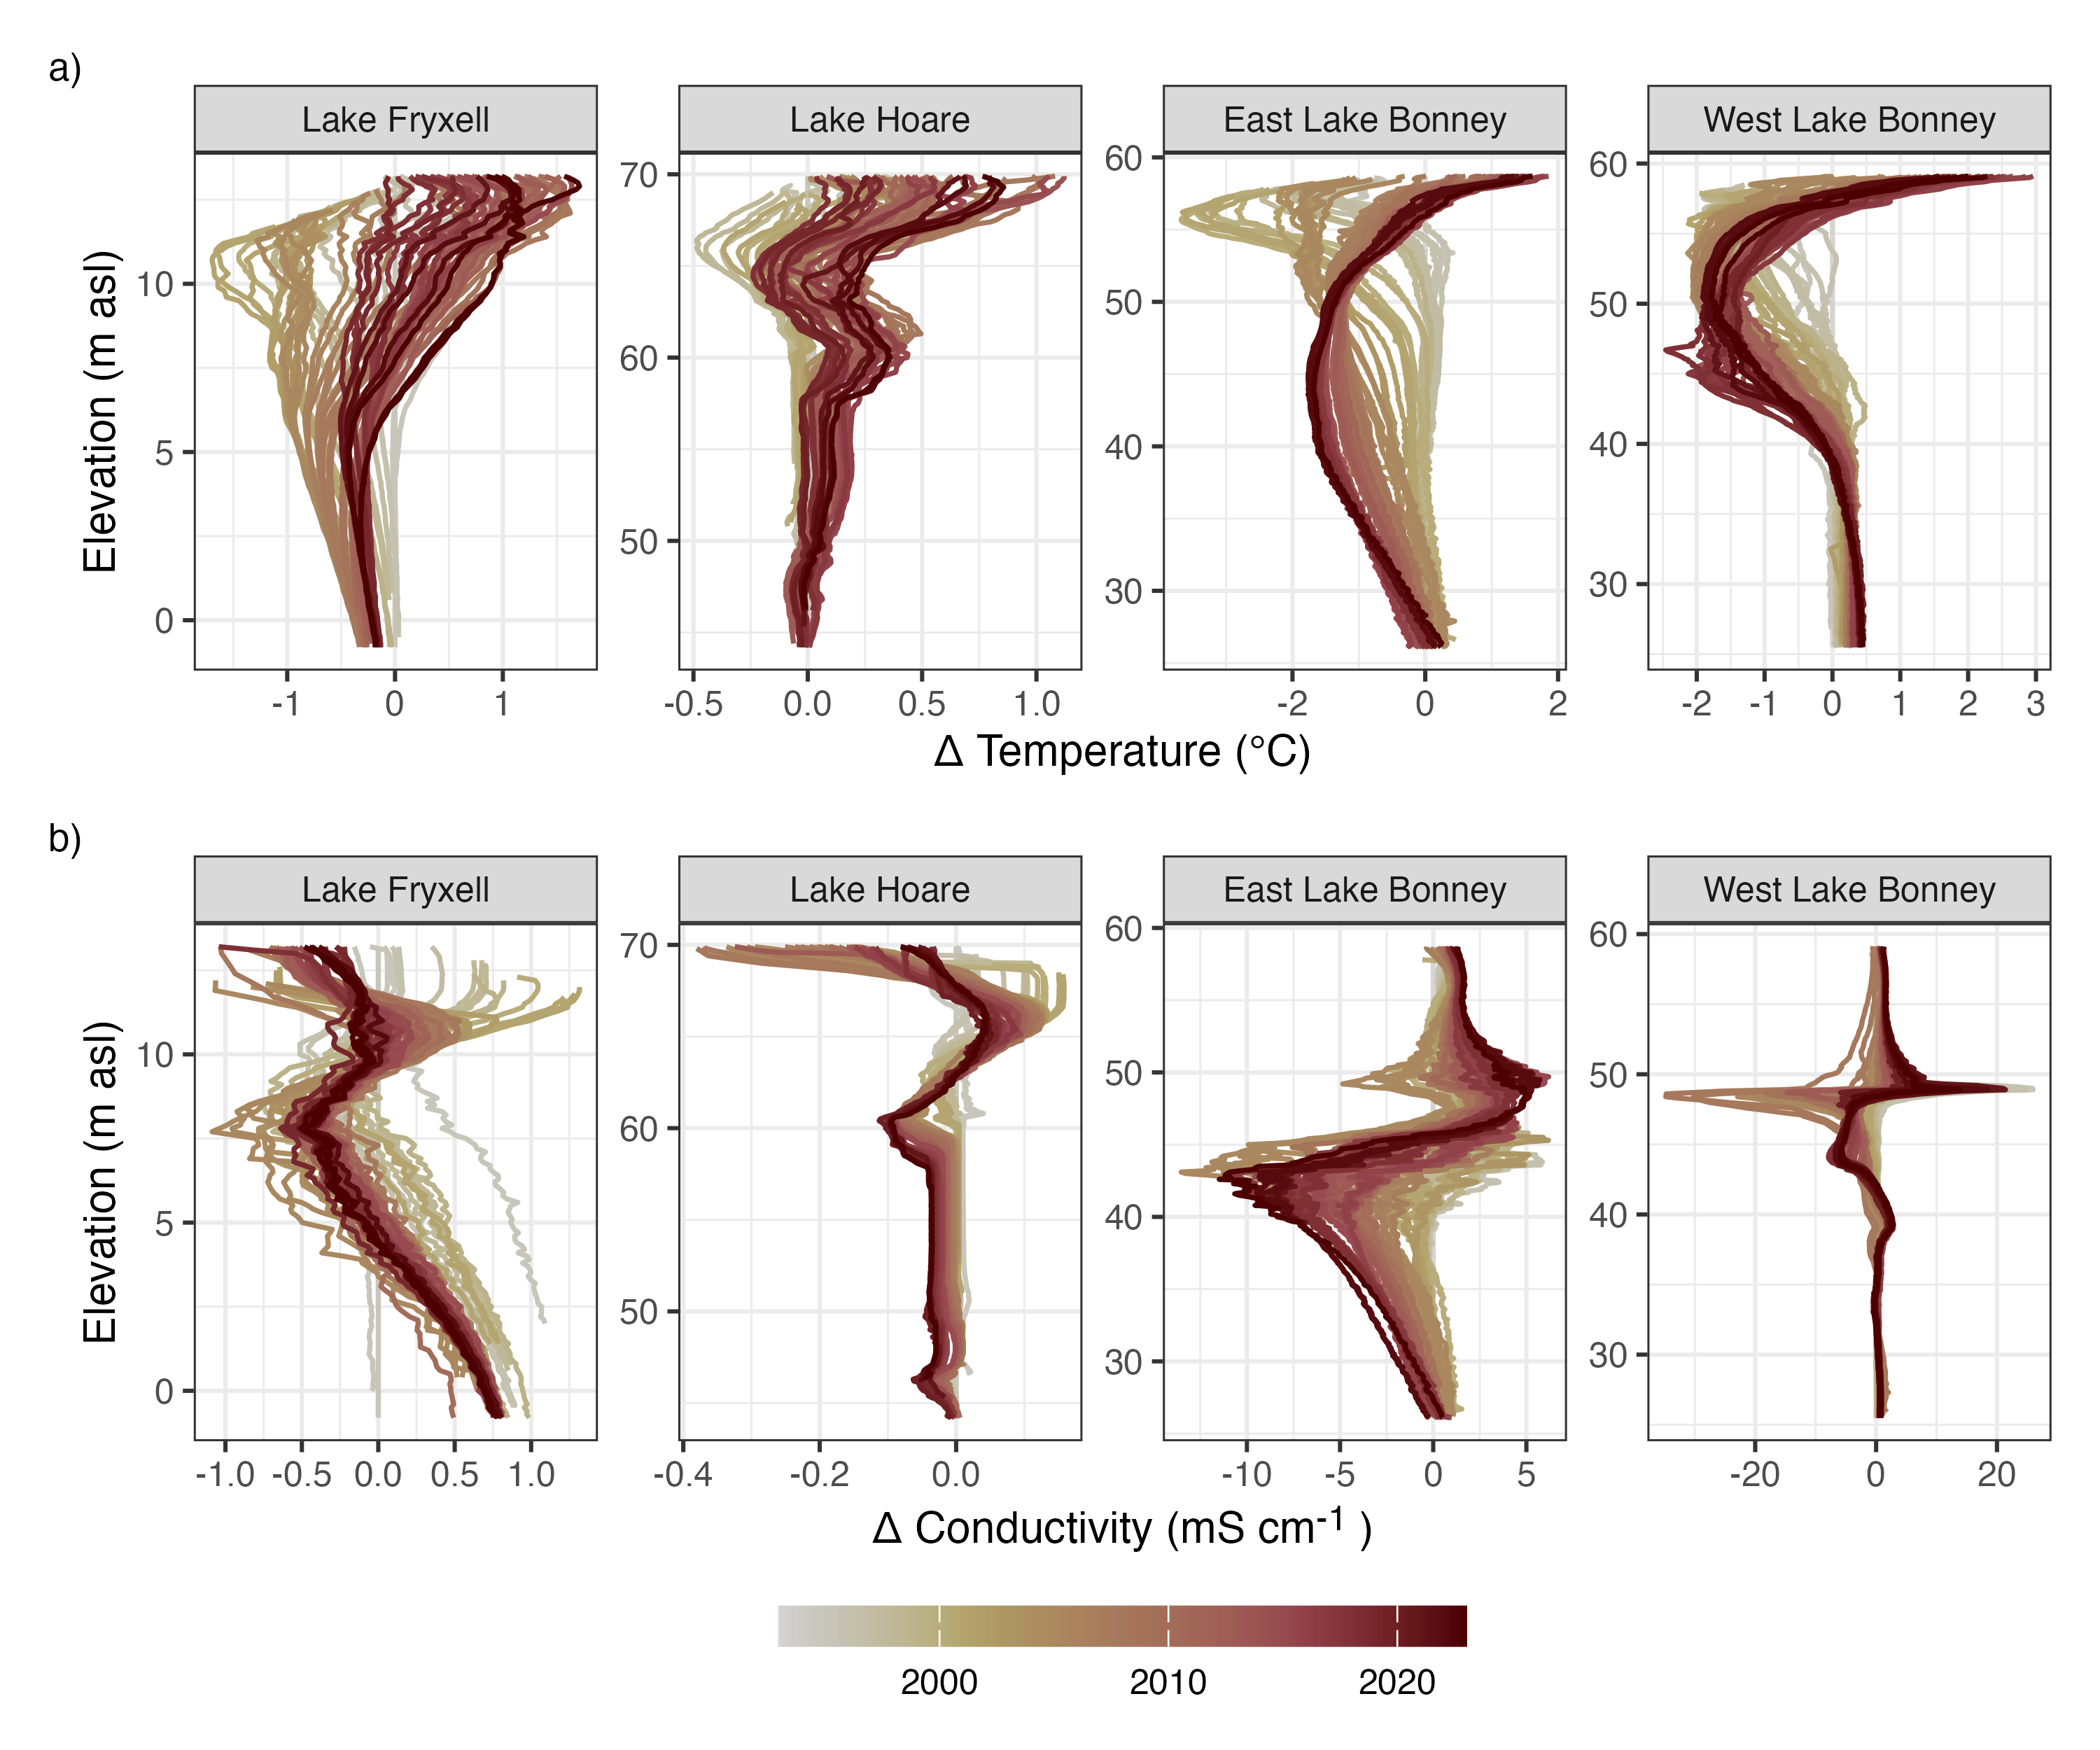 a)
Lake Fryxell Lake Hoare East Lake Bonney West Lake Bonney
Elevation (m asl)
10
5
0
70
60
50
60
50
40
30
60
50
40
30
-1 0 1 -0.5 0.0 0.5 1.0 -2 0 2 -2 -1 0 1 2 3
Δ Temperature (°C)
b)
Lake Fryxell Lake Hoare East Lake Bonney West Lake Bonney
Elevation (m asl)
10
5
0
70
60
50
60
50
40
30
60
50
40
30
-1.0 -0.5 0.0 0.5 1.0 -0.4 -0.2 0.0 -10 -5 0 5 -20 0 20
Δ Conductivity (mS cm⁻¹ )
2000 2010 2020